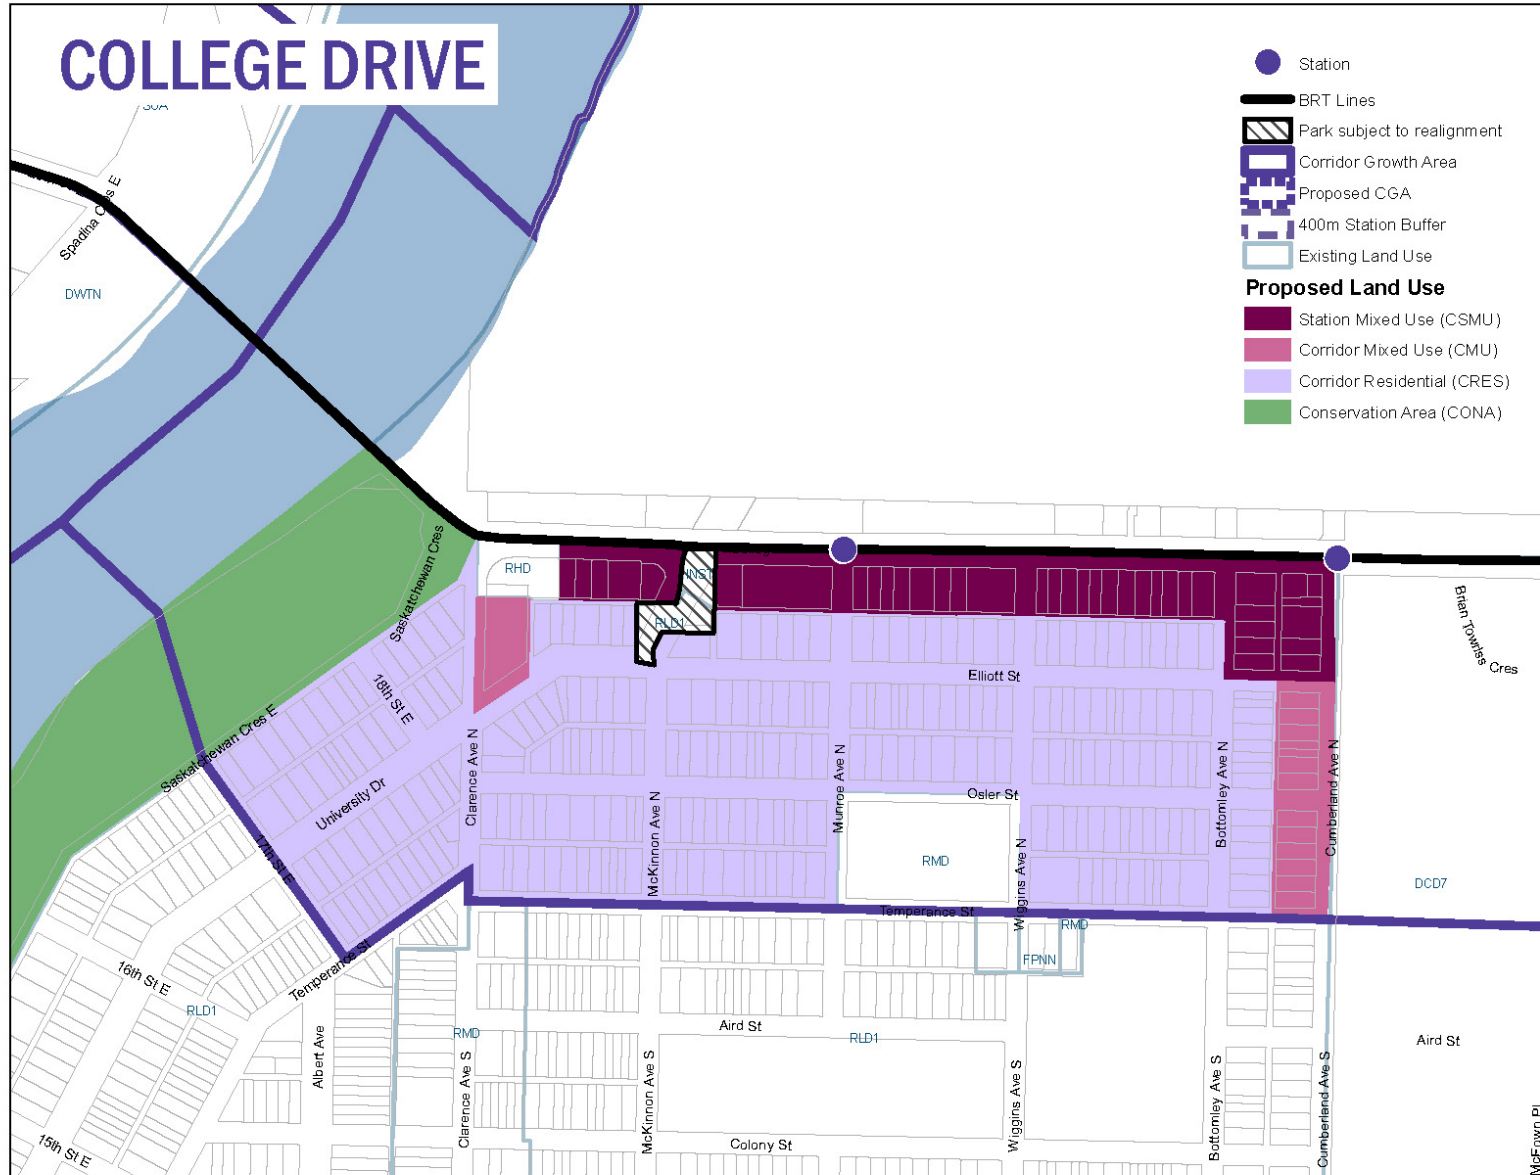 COLLEGE DRIVE
Station
BRT Lines
Park subject to realignment
Corridor Growth Area
Proposed CGA
400m Station Buffer
Existing Land Use
Proposed Land Use
Station Mixed Use (CSMU)
Corridor Mixed Use (CMU)
Corridor Residential (CRES)
Conservation Area (CONA)
Spadina Cres E
DWTN
Saskatchewan Cres
RHD
INST
RLD1
Brian Towriss
Cres
Elliott St
18th St E
Saskatchewan Cres E
University Dr
Clarence Ave N
McKinnon Ave N
Munroe Ave N
Osler St
Wiggins Ave N
Bottomley Ave N
Cumberland Ave N
17th St E
RMD
DCD7
Temperance St
RMD
FPNN
Temperance St
16th St E
RLD1
Albert Ave
RMD
Clarence Ave S
McKinnon Ave S
Aird St
RLD1
Wiggins Ave S
Bottomley Ave S
Cumberland Ave S
Aird St
15th St E
Colony St